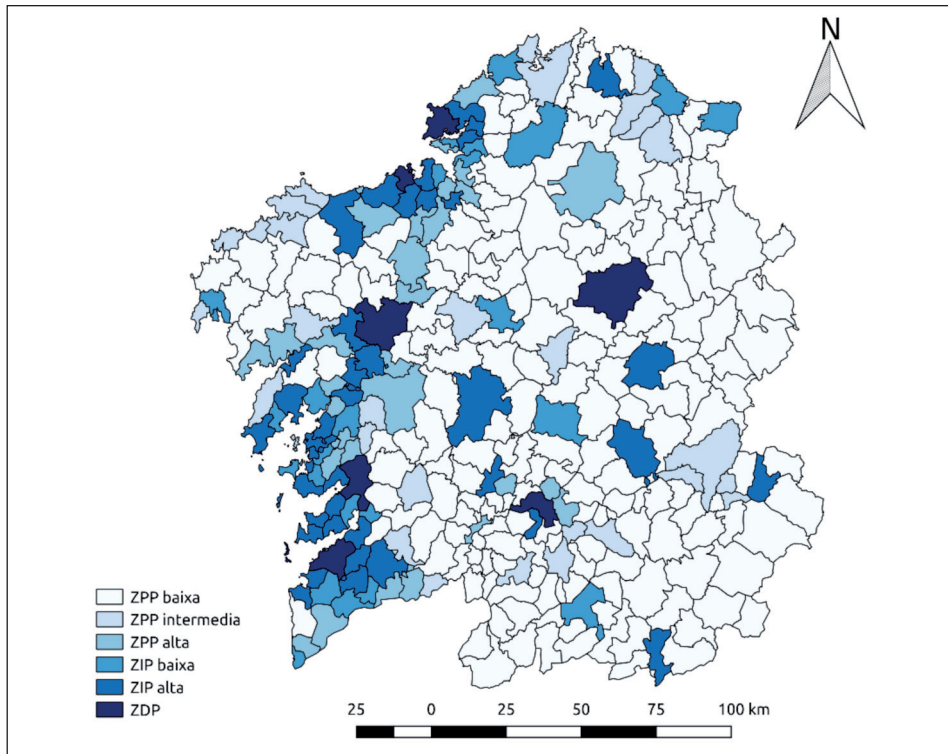 N
ZPP baixa
ZPP intermedia
ZPP alta
ZIP baixa
ZIP alta
ZDP
25 0 25 50 75 100 km